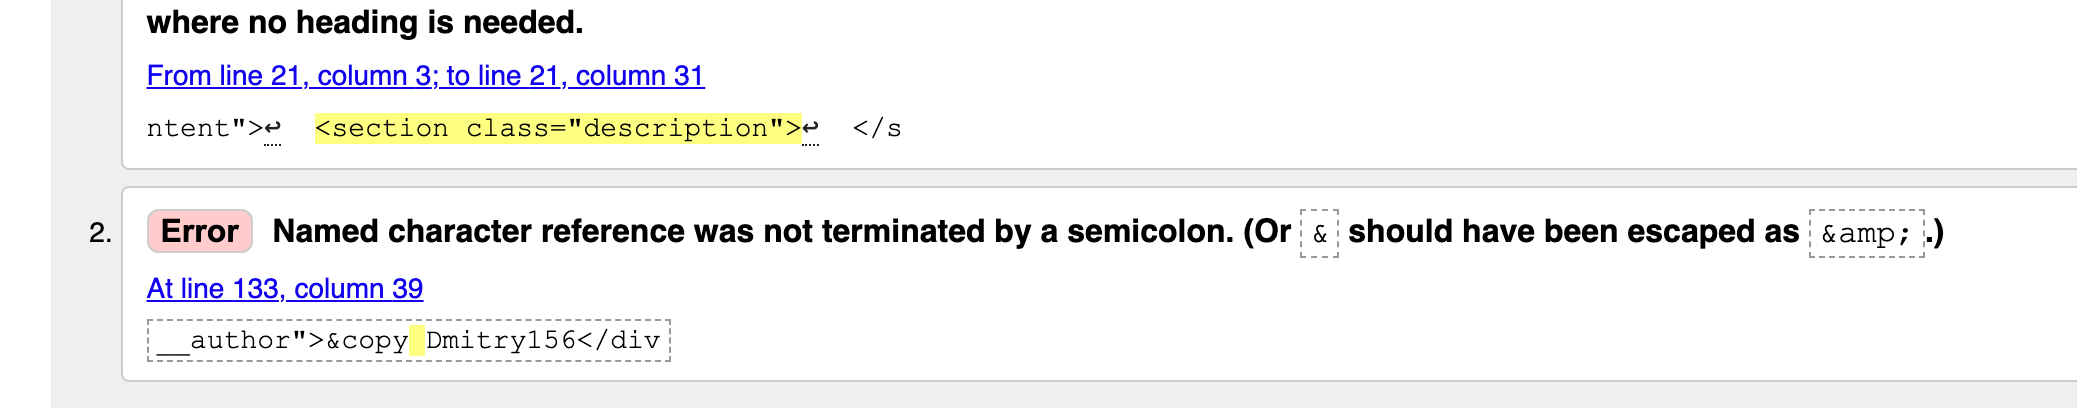 where no heading is needed.
From line 21, column 3; to line 21, column 31
ntent">↩  <section class="description">↩  </s
2. Error Named character reference was not terminated by a semicolon. (Or & should have been escaped as &amp;.)
At line 133, column 39
__author">&copy Dmitry156</div